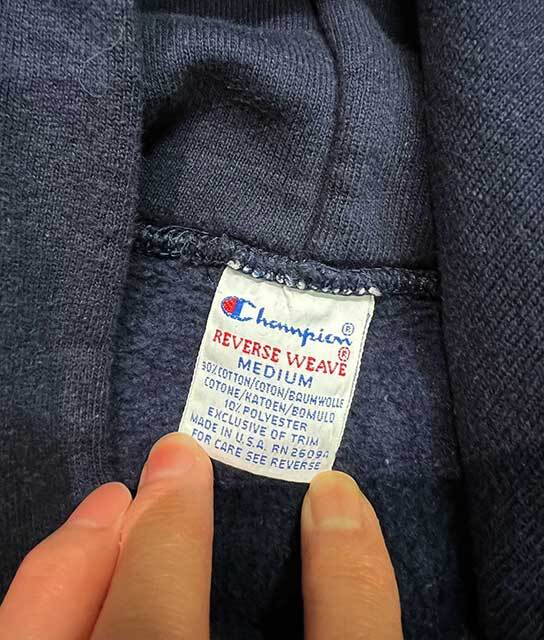 Champion®
REVERSE WEAVE®
MEDIUM
90%COTTON/COTON/BAUMWOLLE
COTONE/KATOEN/BOMULD
10% POLYESTER
EXCLUSIVE OF TRIM
MADE IN U.S.A. RN 26094
FOR CARE SEE REVERSE